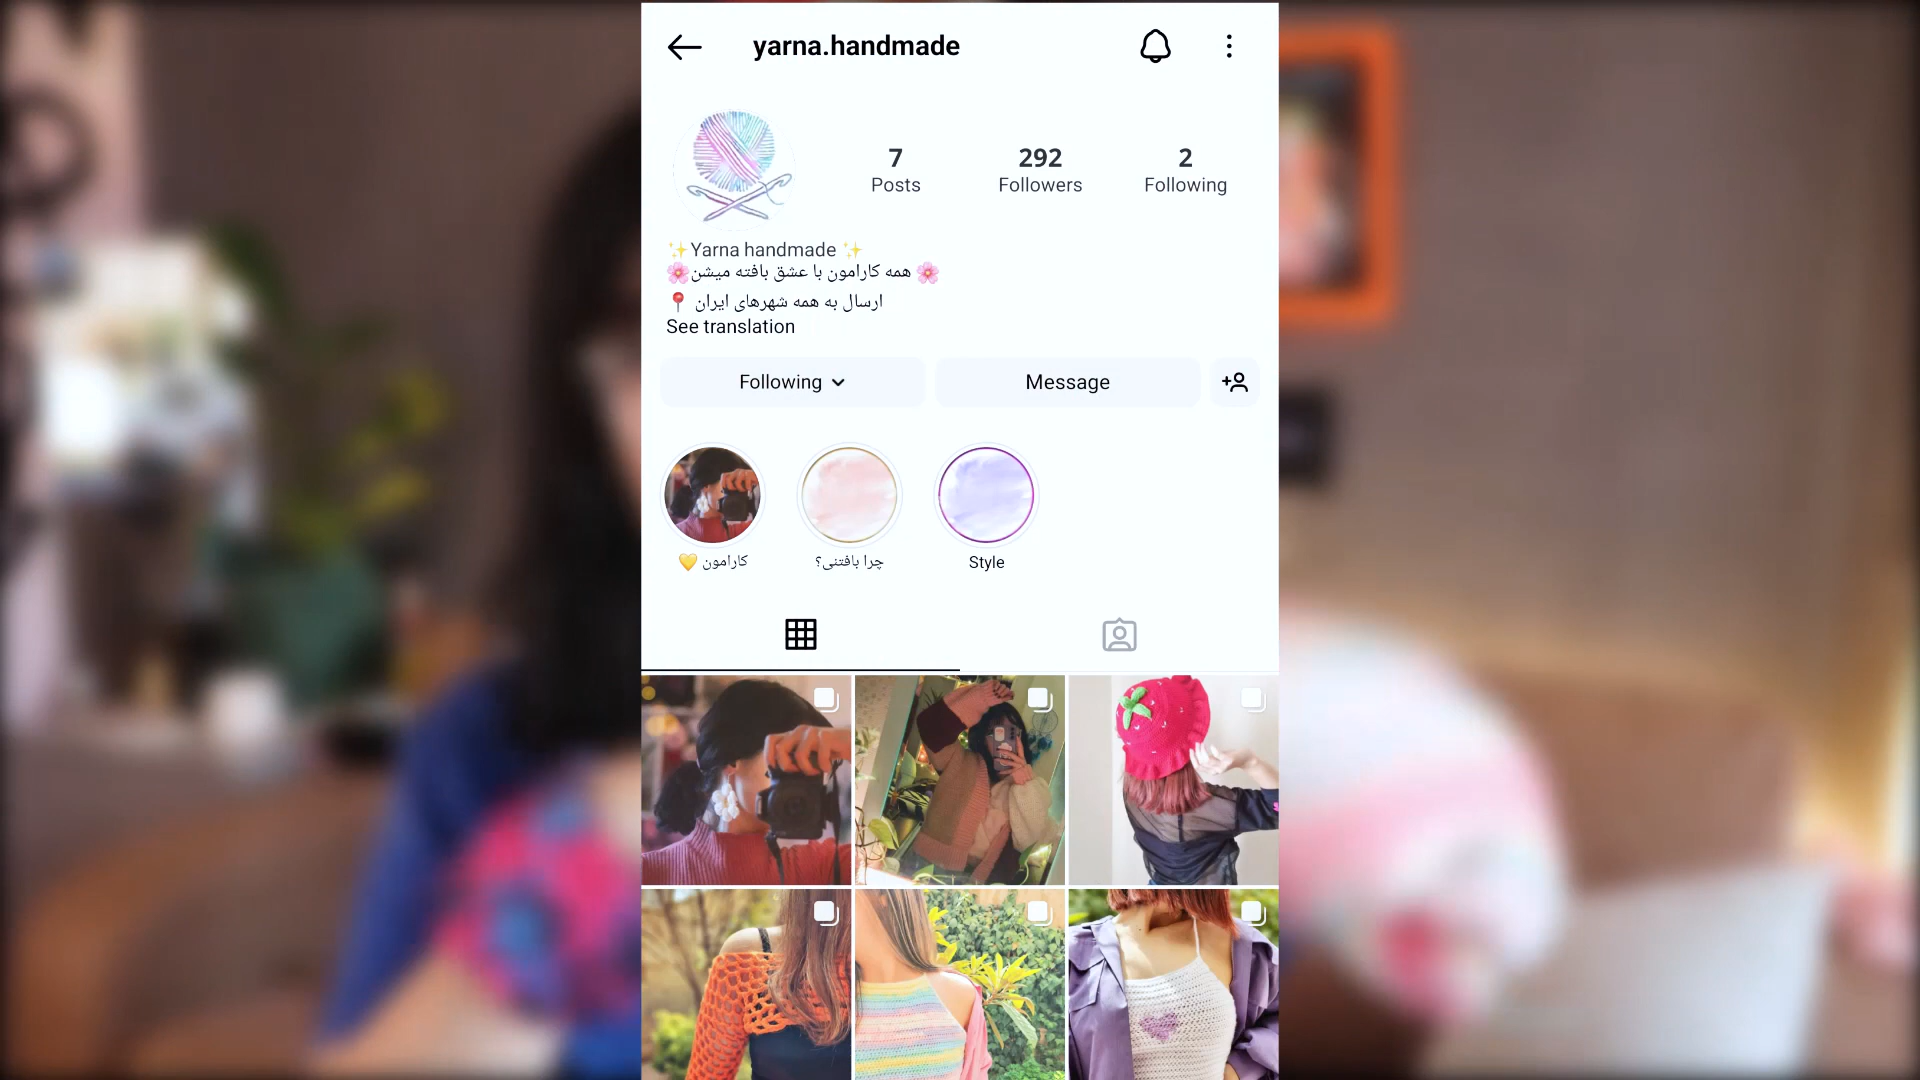 yarna.handmade
7
Posts
292
Followers
2
Following
✨Yarna handmade ✨
🌸همه کارامون با عشق بافته میشن 🌸
📍 ارسال به همه شهرهای ایران
See translation
Following
Message
کارامون 💛
چرا بافتنی؟
Style